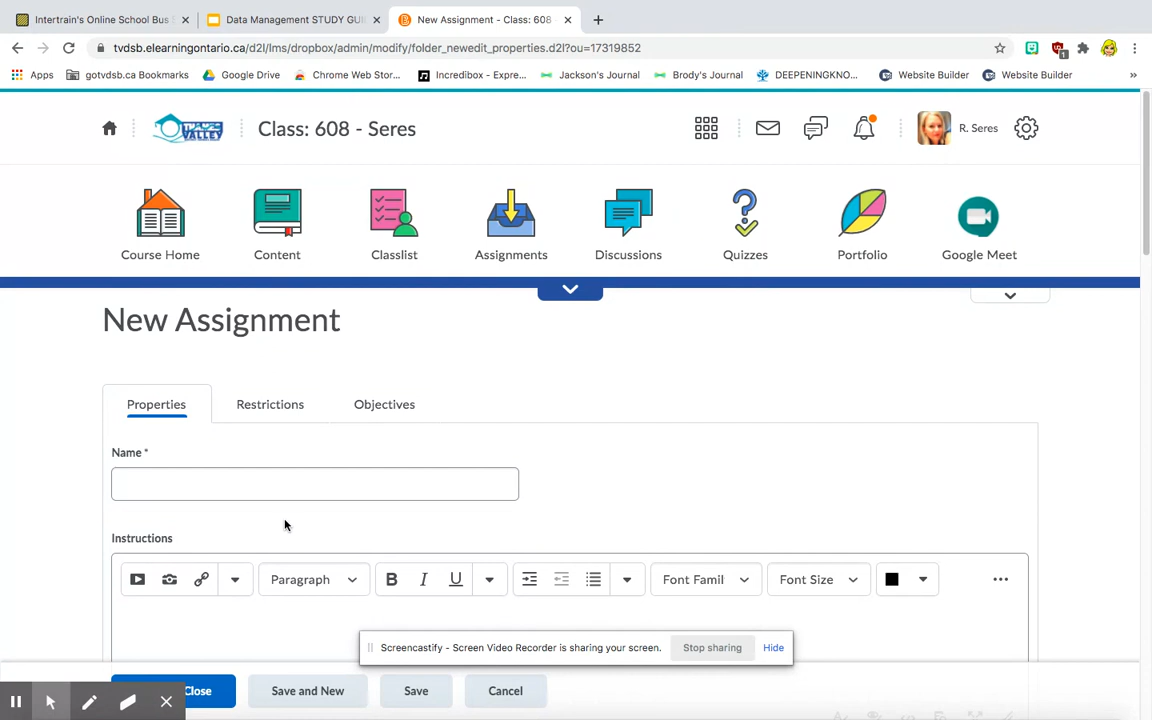 Intertrain's Online School Bus
Data Management STUDY GUI
New Assignment - Class: 608 -
tvdsb.elearningontario.ca/d2l/lms/dropbox/admin/modify/folder_newedit_properties.d2l?ou=17319852
1
Apps gotvdsb.ca Bookmarks Google Drive Chrome Web Stor... Incredibox - Expre... Jackson's Journal Brody's Journal DEEPENINGKNO... Website Builder Website Builder »
VALLEY
Class: 608 - Seres
R. Seres
Course Home Content Classlist Assignments Discussions Quizzes Portfolio Google Meet
New Assignment
Properties Restrictions Objectives
Name *
Instructions
Paragraph B I U Font Famil Font Size ...
Screencastify - Screen Video Recorder is sharing your screen. Stop sharing Hide
Close Save and New Save Cancel